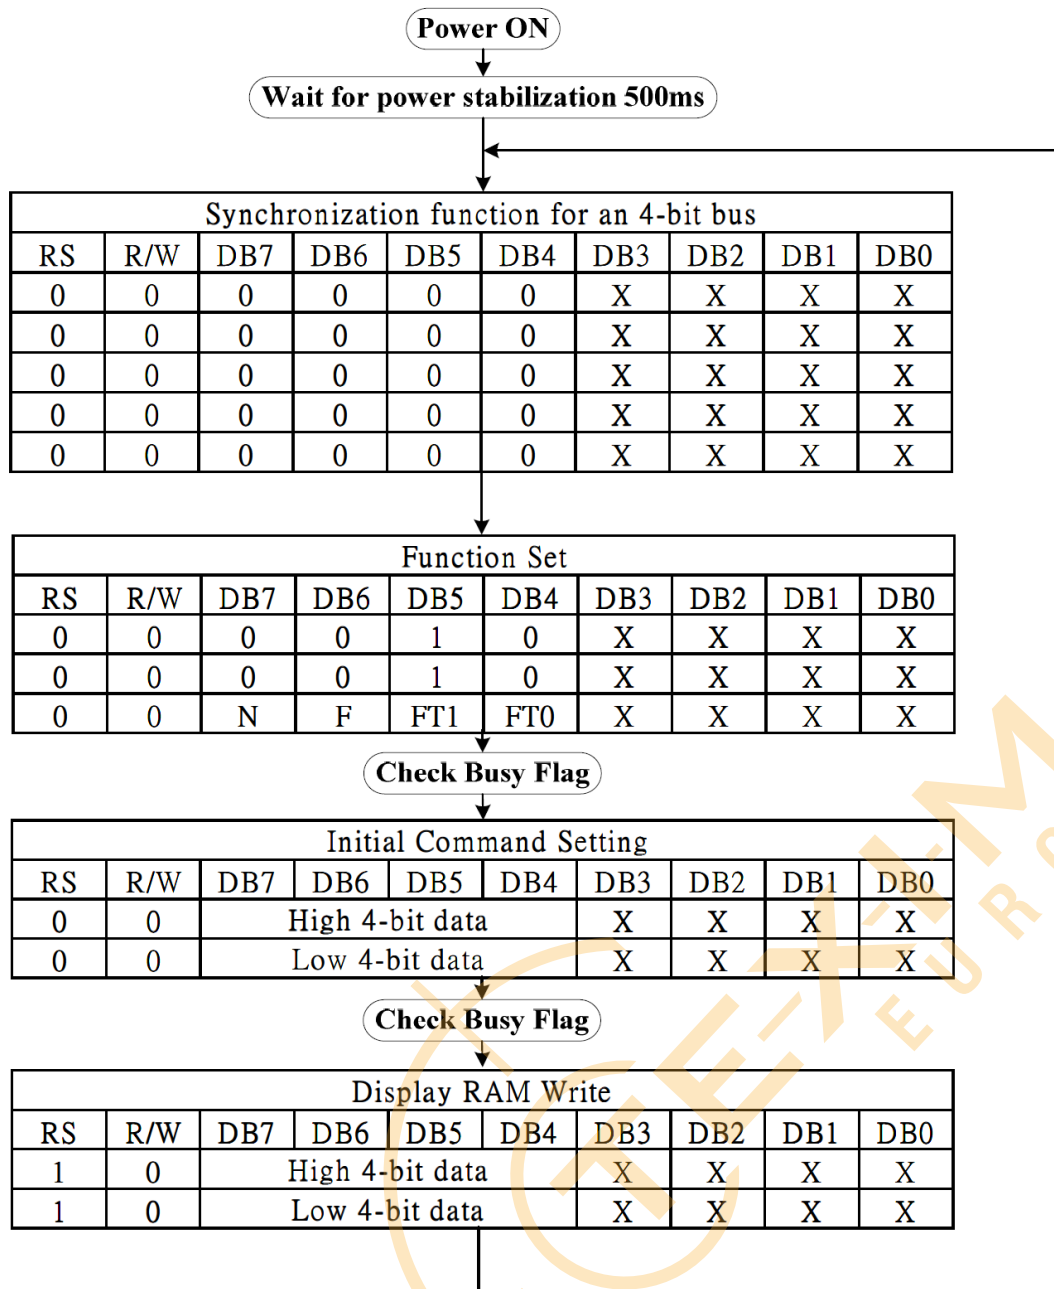 Power ON
Wait for power stabilization 500ms
Synchronization function for an 4-bit bus
RS R/W DB7 DB6 DB5 DB4 DB3 DB2 DB1 DB0
0 0 0 0 0 0 X X X X
0 0 0 0 0 0 X X X X
0 0 0 0 0 0 X X X X
0 0 0 0 0 0 X X X X
0 0 0 0 0 0 X X X X
Function Set
RS R/W DB7 DB6 DB5 DB4 DB3 DB2 DB1 DB0
0 0 0 0 1 0 X X X X
0 0 0 0 1 0 X X X X
0 0 N F FT1 FT0 X X X X
Check Busy Flag
Initial Command Setting
RS R/W DB7 DB6 DB5 DB4 DB3 DB2 DB1 DB0
0 0 High 4-bit data X X X X
0 0 Low 4-bit data X X X X
Check Busy Flag
Display RAM Write
RS R/W DB7 DB6 DB5 DB4 DB3 DB2 DB1 DB0
1 0 High 4-bit data X X X X
1 0 Low 4-bit data X X X X
TEXIM
EURO